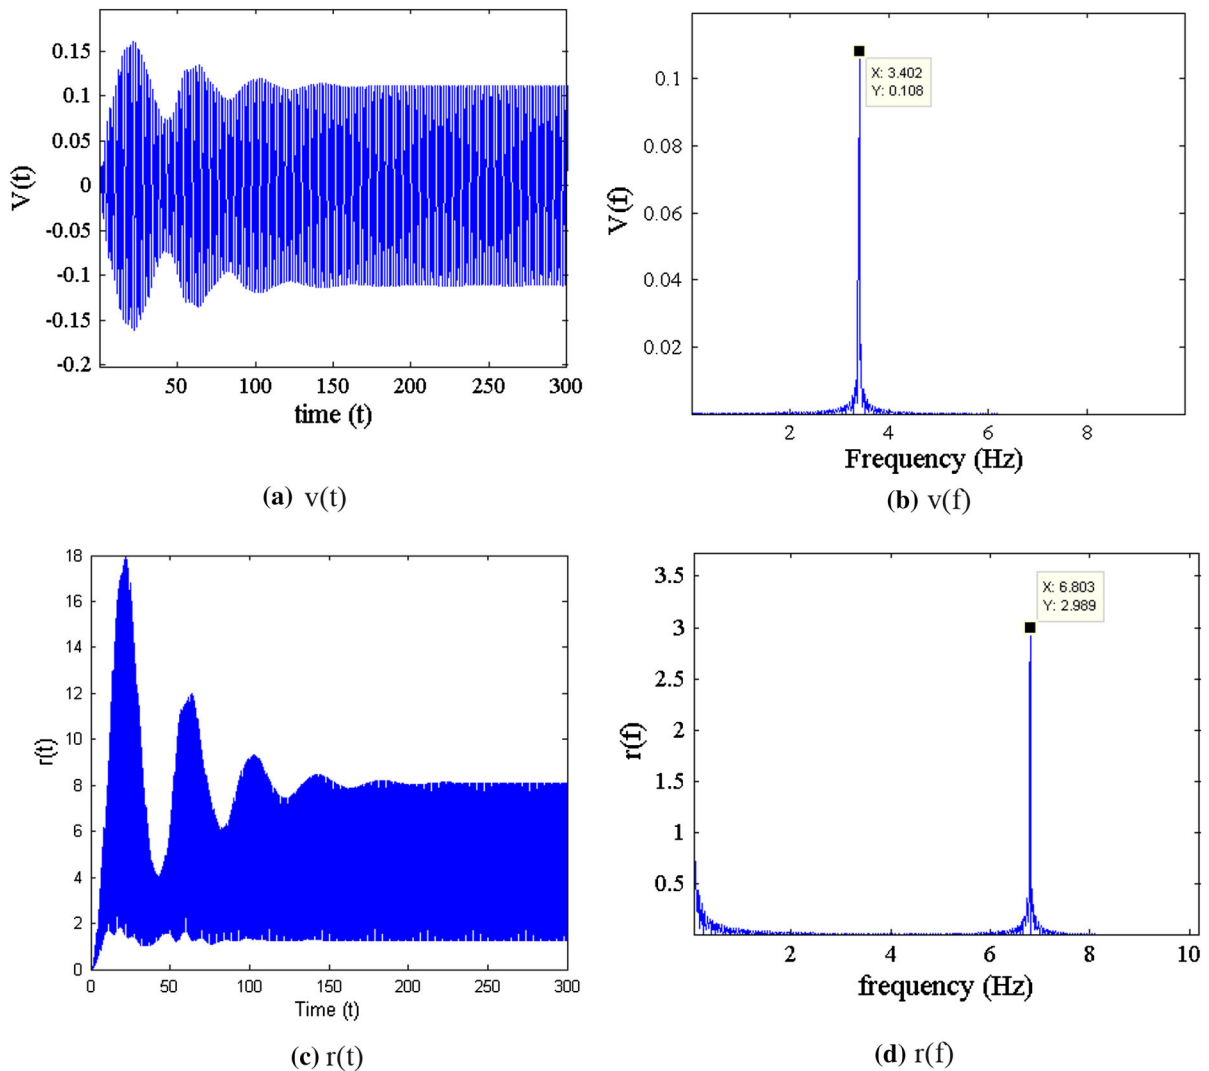 0.15
0.1
0.05
0
-0.05
-0.1
-0.15
-0.2
V(t)
50 100 150 200 250 300
time (t)
(a) v(t)
0.1
0.08
0.06
0.04
0.02
V(f)
X: 3.402
Y: 0.108
2 4 6 8
Frequency (Hz)
(b) v(f)
18
16
14
12
10
8
6
4
2
0
r(t)
0 50 100 150 200 250 300
Time (t)
(c) r(t)
3.5
3
2.5
2
1.5
1
0.5
r(f)
X: 6.803
Y: 2.989
2 4 6 8 10
frequency (Hz)
(d) r(f)